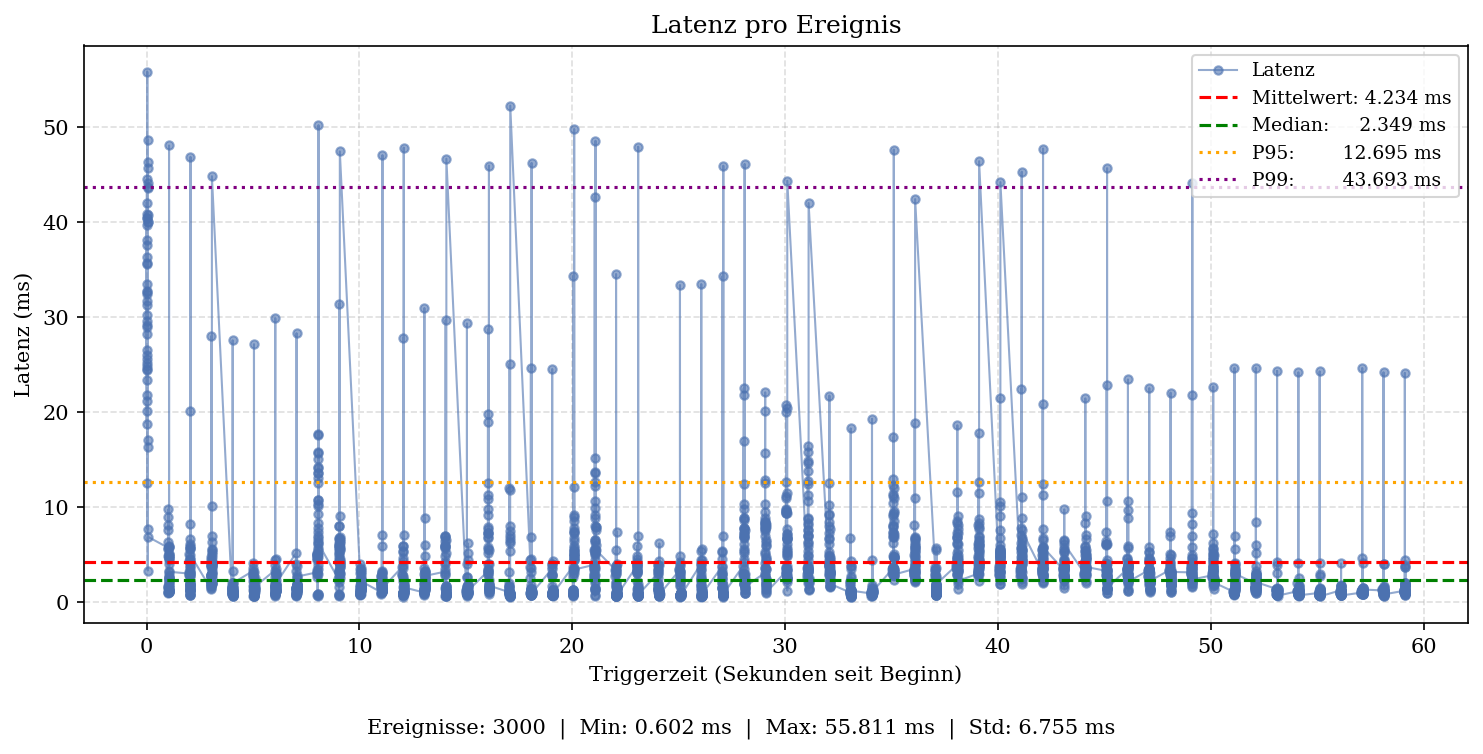 Latenz pro Ereignis
Latenz (ms)
50
40
30
20
10
0
Latenz
Mittelwert: 4.234 ms
Median: 2.349 ms
P95: 12.695 ms
P99: 43.693 ms
0 10 20 30 40 50 60
Triggerzeit (Sekunden seit Beginn)
Ereignisse: 3000 | Min: 0.602 ms | Max: 55.811 ms | Std: 6.755 ms